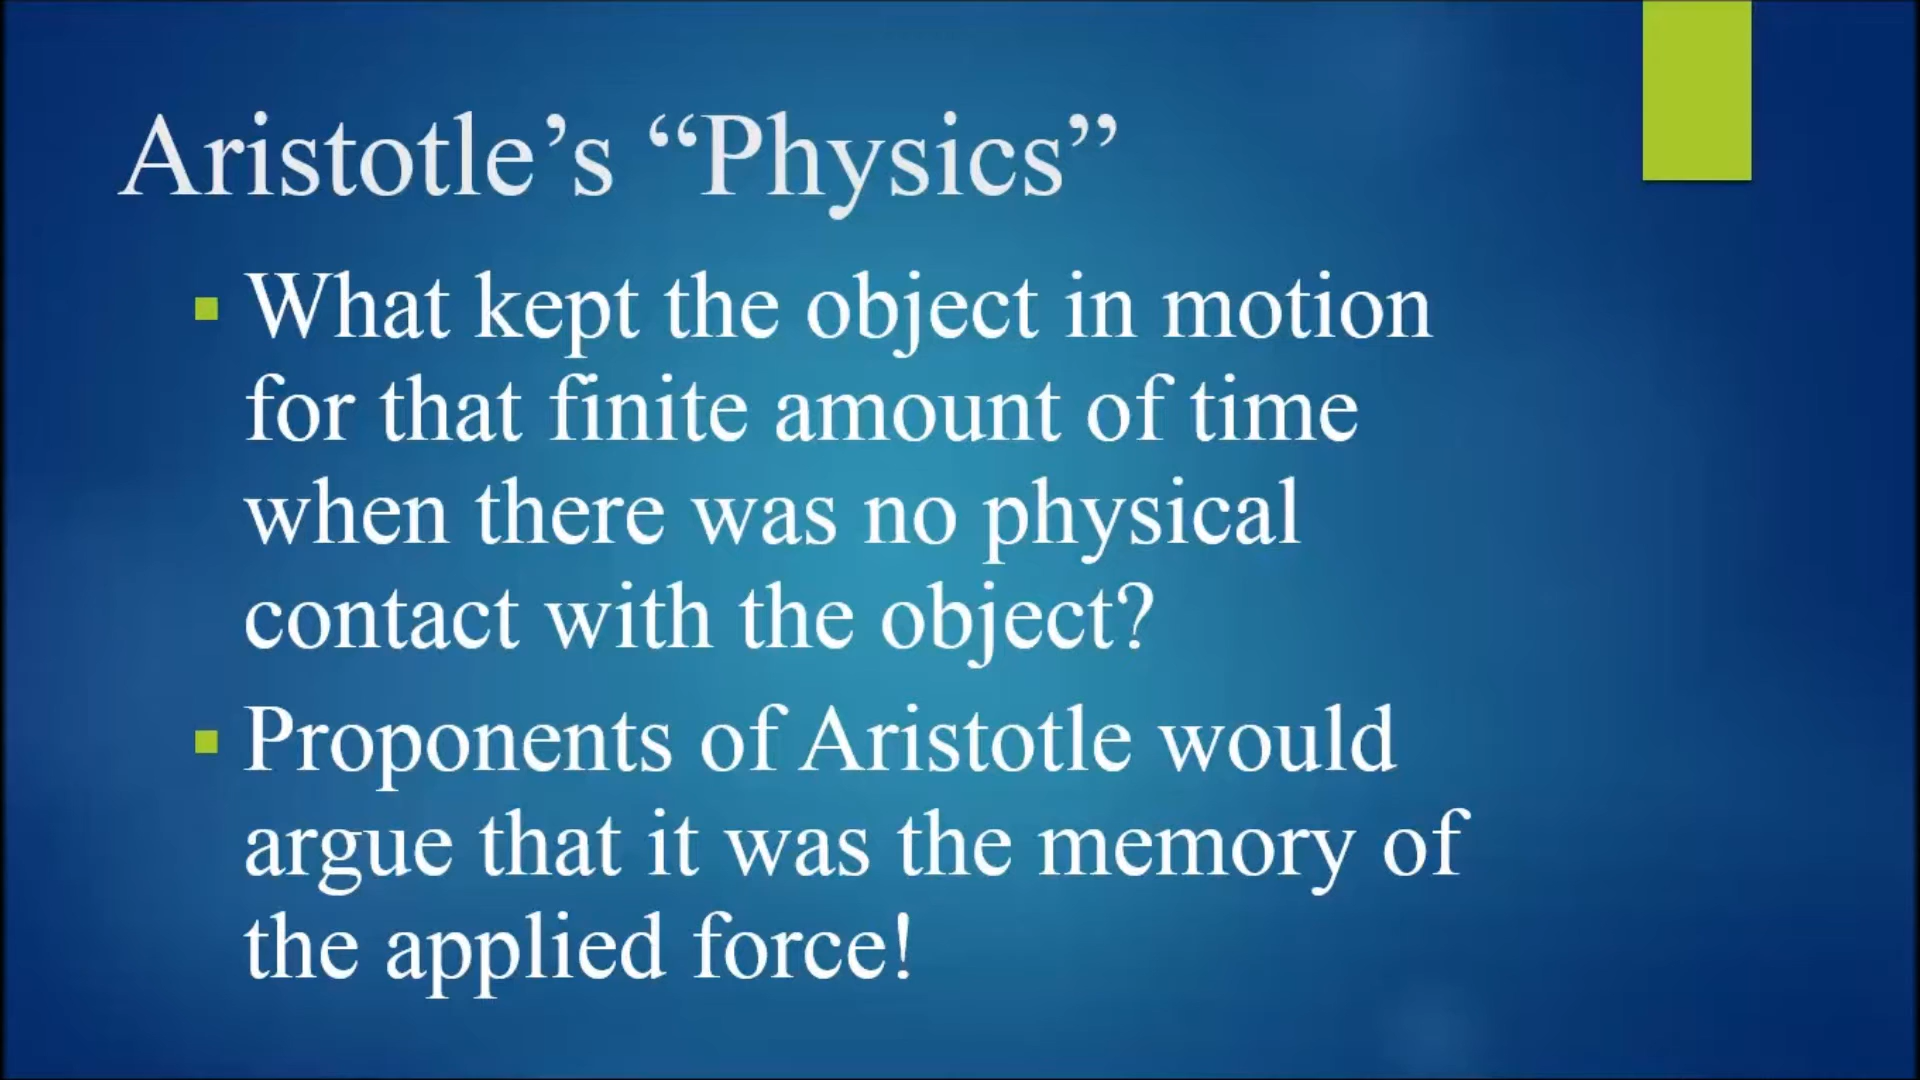 Aristotle’s “Physics”
What kept the object in motion
for that finite amount of time
when there was no physical
contact with the object?
Proponents of Aristotle would
argue that it was the memory of
the applied force!